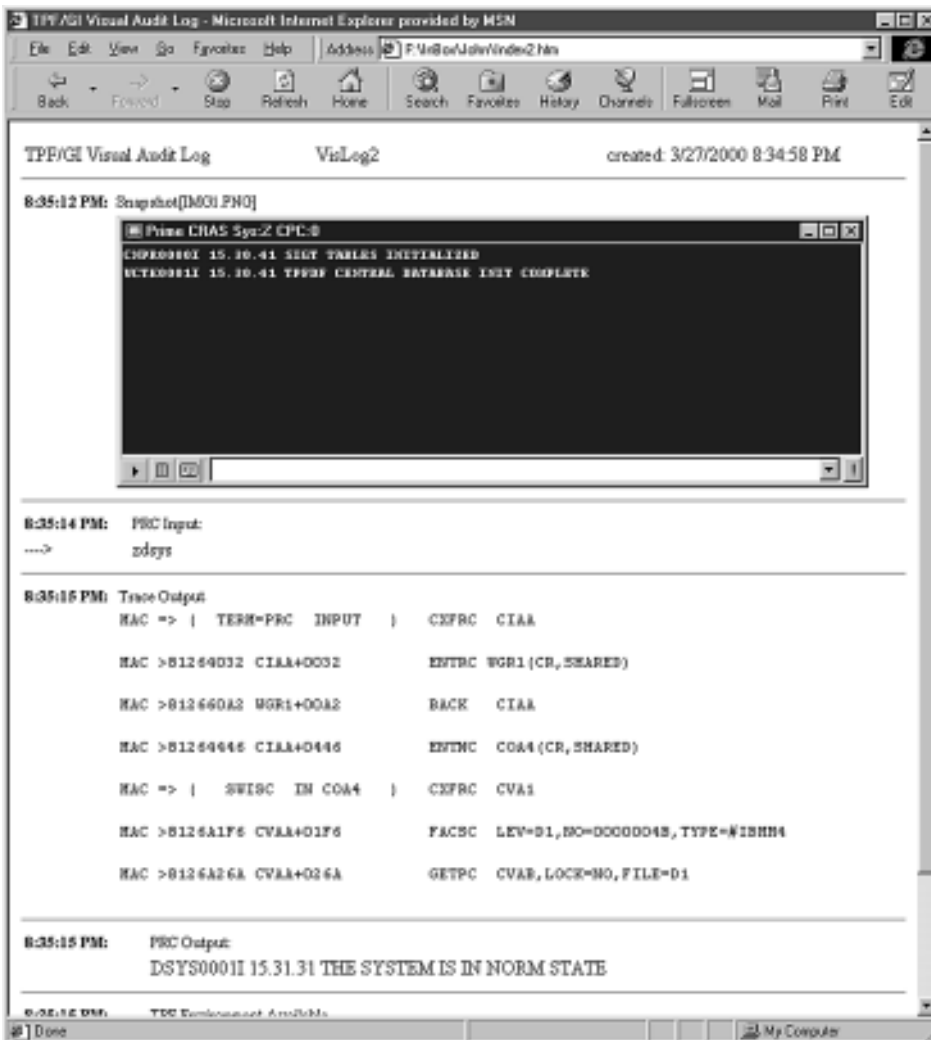 TPF/GI Visual Audit Log - Microsoft Internet Explorer provided by MSN
File Edit View Go Favorites Help Address F:\InBox\John\index2.htm
Back Forward Stop Refresh Home Search Favorites History Channels Fullscreen Mail Print Edit
TPF/GI Visual Audit Log VisLog2 created: 3/27/2000 8:34:58 PM
8:35:12 PM: Snapshot[IMG1.PNG]
Prime CRAS Sys:Z CPC:0
15.30.41 SIGT TABLES INITIALIZED
15.30.41 TPFDF CENTRAL DATABASE INIT COMPLETE
8:35:14 PM: PRC Input:
----> zdsys
8:35:15 PM: Trace Output
MAC => ( TERM=PRC INPUT ) CXFRC CIAA
MAC >81264032 CIAA+0032 ENTRC WGR1(CR,SHARED)
MAC >812660A2 WGR1+00A2 BACK CIAA
MAC >81264446 CIAA+0446 ENTNC COA4(CR,SHARED)
MAC => ( SWISC IN COA4 ) CXFRC CVA1
MAC >8126A1F6 CVAA+01F6 FACSC LEV=D1,NO=0000004B,TYPE=#IBMM4
MAC >8126A26A CVAA+026A GETPC CVAB,LOCK=NO,FILE=D1
8:35:15 PM: PRC Output:
DSYS0001I 15.31.31 THE SYSTEM IS IN NORM STATE
Done My Computer